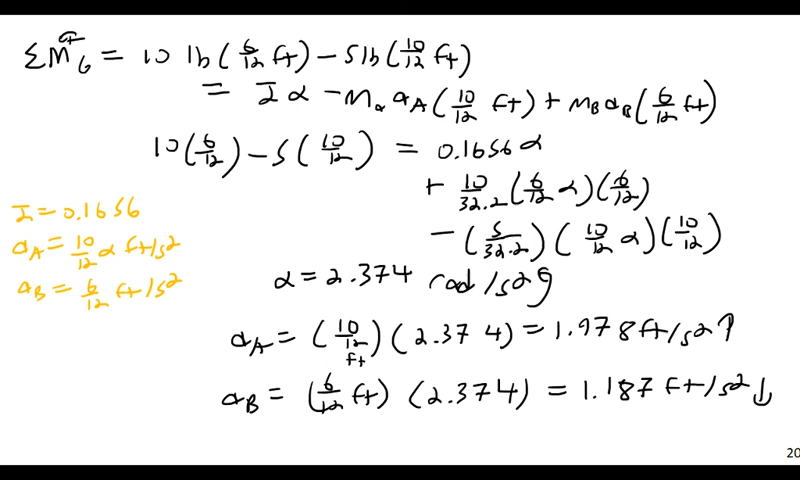 ΣM_G = 10 lb(6/12 ft) - 5lb(10/12 ft)
= Īα - m_α a_A(10/12 ft) + m_B a_B(6/12 ft)
10(6/12) - 5(10/12) = 0.1656α
+ 10/32.2(6/12 α)(6/12)
- (5/32.2)(10/12 α)(10/12)
Ī = 0.1656
a_A = 10/12 α ft/s²
a_B = 6/12 ft/s²
α = 2.374 rad/s² ↺
a_A = (10/12 ft)(2.374) = 1.978 ft/s² ↑
a_B = (6/12 ft)(2.374) = 1.187 ft/s² ↓
20